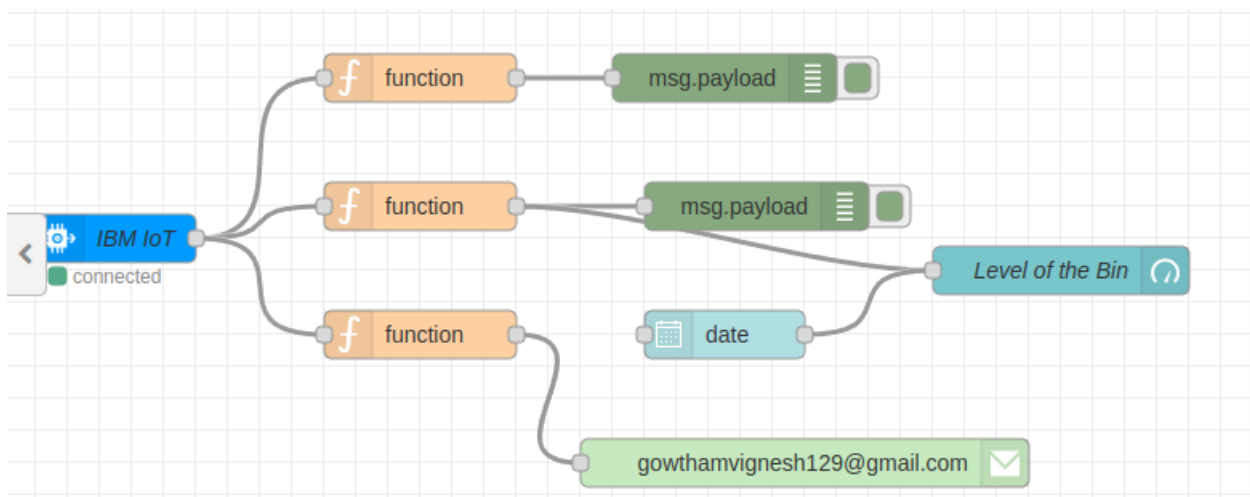 function
msg.payload
function
msg.payload
IBM IoT
connected
Level of the Bin
function
date
gowthamvignesh129@gmail.com